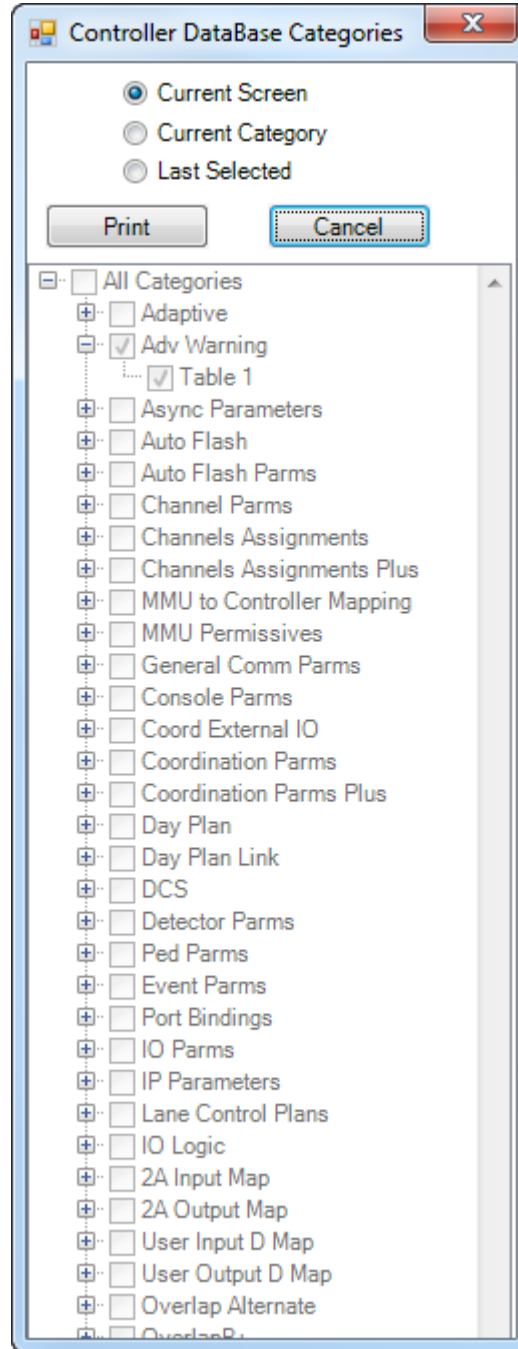 Controller DataBase Categories
Current Screen
Current Category
Last Selected
Print Cancel
All Categories
Adaptive
Adv Warning
Table 1
Async Parameters
Auto Flash
Auto Flash Parms
Channel Parms
Channels Assignments
Channels Assignments Plus
MMU to Controller Mapping
MMU Permissives
General Comm Parms
Console Parms
Coord External IO
Coordination Parms
Coordination Parms Plus
Day Plan
Day Plan Link
DCS
Detector Parms
Ped Parms
Event Parms
Port Bindings
IO Parms
IP Parameters
Lane Control Plans
IO Logic
2A Input Map
2A Output Map
User Input D Map
User Output D Map
Overlap Alternate